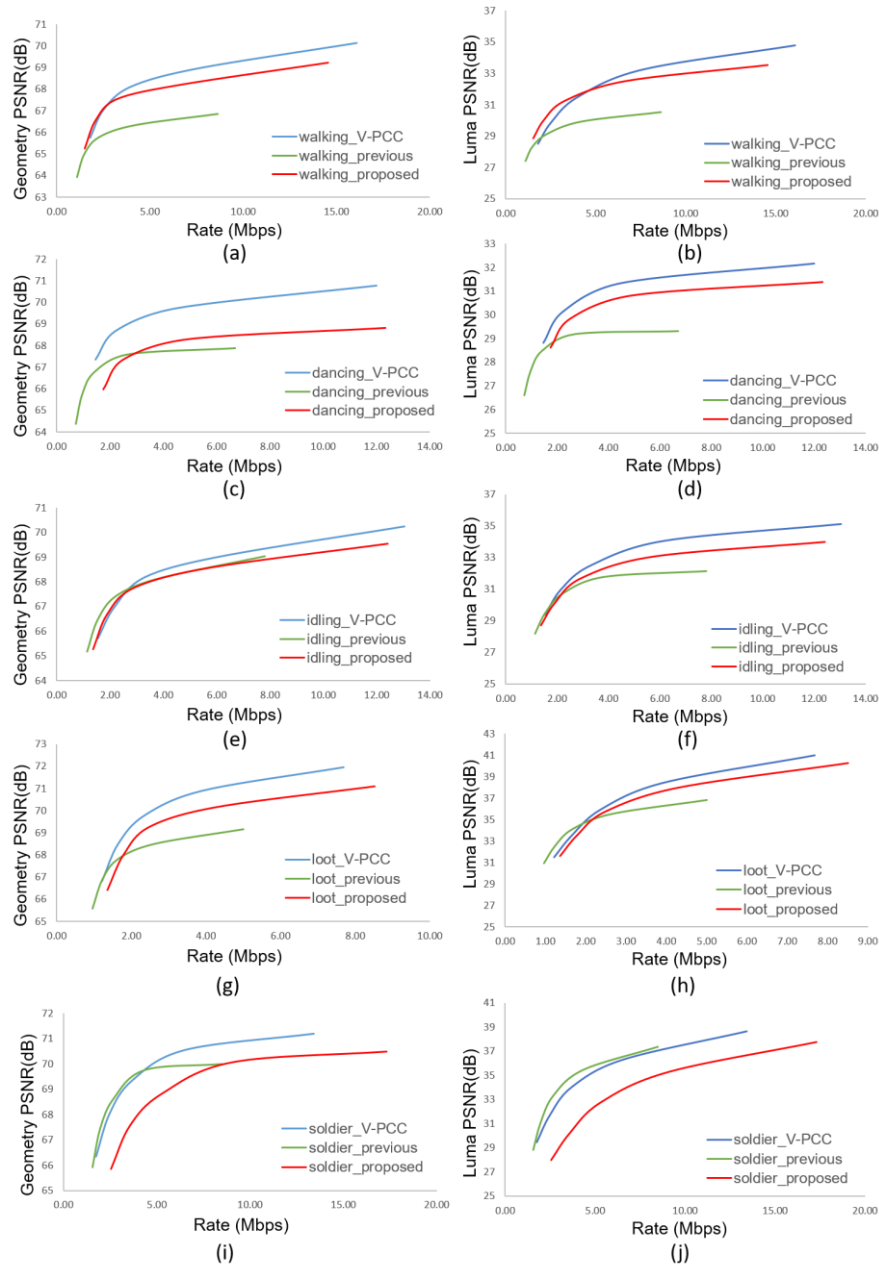 Geometry PSNR(dB)
71
70
69
68
67
66
65
64
63
0.00 5.00 10.00 15.00 20.00
walking_V-PCC
walking_previous
walking_proposed
Rate (Mbps)
(a)
Luma PSNR(dB)
37
35
33
31
29
27
25
0.00 5.00 10.00 15.00 20.00
walking_V-PCC
walking_previous
walking_proposed
Rate (Mbps)
(b)
Geometry PSNR(dB)
72
71
70
69
68
67
66
65
64
0.00 2.00 4.00 6.00 8.00 10.00 12.00 14.00
dancing_V-PCC
dancing_previous
dancing_proposed
Rate (Mbps)
(c)
Luma PSNR(dB)
33
32
31
30
29
28
27
26
25
0.00 2.00 4.00 6.00 8.00 10.00 12.00 14.00
dancing_V-PCC
dancing_previous
dancing_proposed
Rate (Mbps)
(d)
Geometry PSNR(dB)
71
70
69
68
67
66
65
64
0.00 2.00 4.00 6.00 8.00 10.00 12.00 14.00
idling_V-PCC
idling_previous
idling_proposed
Rate (Mbps)
(e)
Luma PSNR(dB)
37
35
33
31
29
27
25
0.00 2.00 4.00 6.00 8.00 10.00 12.00 14.00
idling_V-PCC
idling_previous
idling_proposed
Rate (Mbps)
(f)
Geometry PSNR(dB)
73
72
71
70
69
68
67
66
65
0.00 2.00 4.00 6.00 8.00 10.00
loot_V-PCC
loot_previous
loot_proposed
Rate (Mbps)
(g)
Luma PSNR(dB)
43
41
39
37
35
33
31
29
27
25
0.00 1.00 2.00 3.00 4.00 5.00 6.00 7.00 8.00 9.00
loot_V-PCC
loot_previous
loot_proposed
Rate (Mbps)
(h)
Geometry PSNR(dB)
72
71
70
69
68
67
66
65
0.00 5.00 10.00 15.00 20.00
soldier_V-PCC
soldier_previous
soldier_proposed
Rate (Mbps)
(i)
Luma PSNR(dB)
41
39
37
35
33
31
29
27
25
0.00 5.00 10.00 15.00 20.00
soldier_V-PCC
soldier_previous
soldier_proposed
Rate (Mbps)
(j)